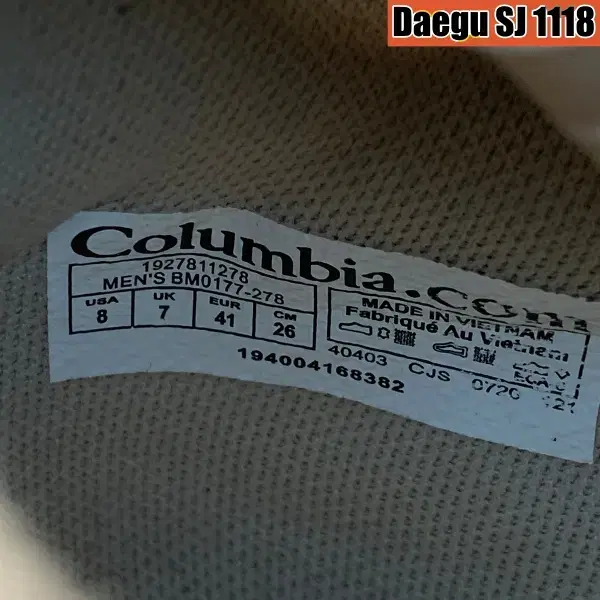 Daegu SJ 1118
Columbia.com
1927811278
MEN'S BM0177-278
USA UK EUR CM
8 7 41 26
MADE IN VIETNAM
Fabriqué Au Vietnam
40403 CJS 0720
194004168382